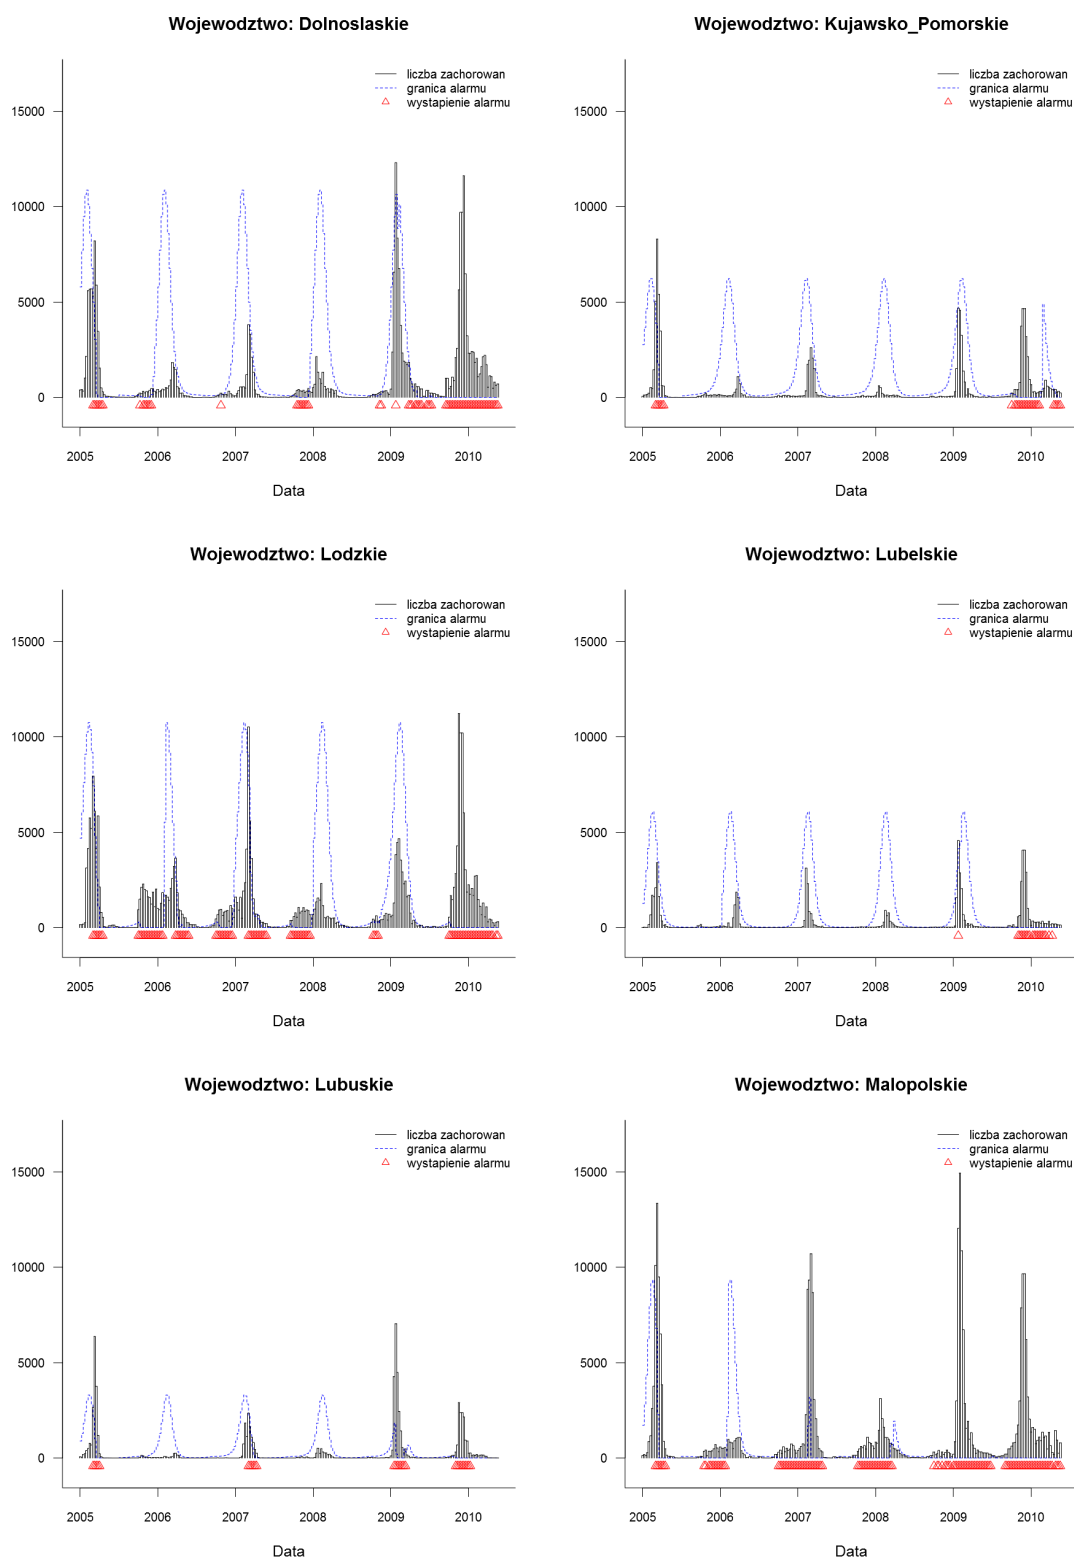 Wojewodztwo: Dolnoslaskie
liczba zachorowan
granica alarmu
wystapienie alarmu
15000
10000
5000
0
2005 2006 2007 2008 2009 2010
Data
Wojewodztwo: Kujawsko_Pomorskie
liczba zachorowan
granica alarmu
wystapienie alarmu
15000
10000
5000
0
2005 2006 2007 2008 2009 2010
Data
Wojewodztwo: Lodzkie
liczba zachorowan
granica alarmu
wystapienie alarmu
15000
10000
5000
0
2005 2006 2007 2008 2009 2010
Data
Wojewodztwo: Lubelskie
liczba zachorowan
granica alarmu
wystapienie alarmu
15000
10000
5000
0
2005 2006 2007 2008 2009 2010
Data
Wojewodztwo: Lubuskie
liczba zachorowan
granica alarmu
wystapienie alarmu
15000
10000
5000
0
2005 2006 2007 2008 2009 2010
Data
Wojewodztwo: Malopolskie
liczba zachorowan
granica alarmu
wystapienie alarmu
15000
10000
5000
0
2005 2006 2007 2008 2009 2010
Data